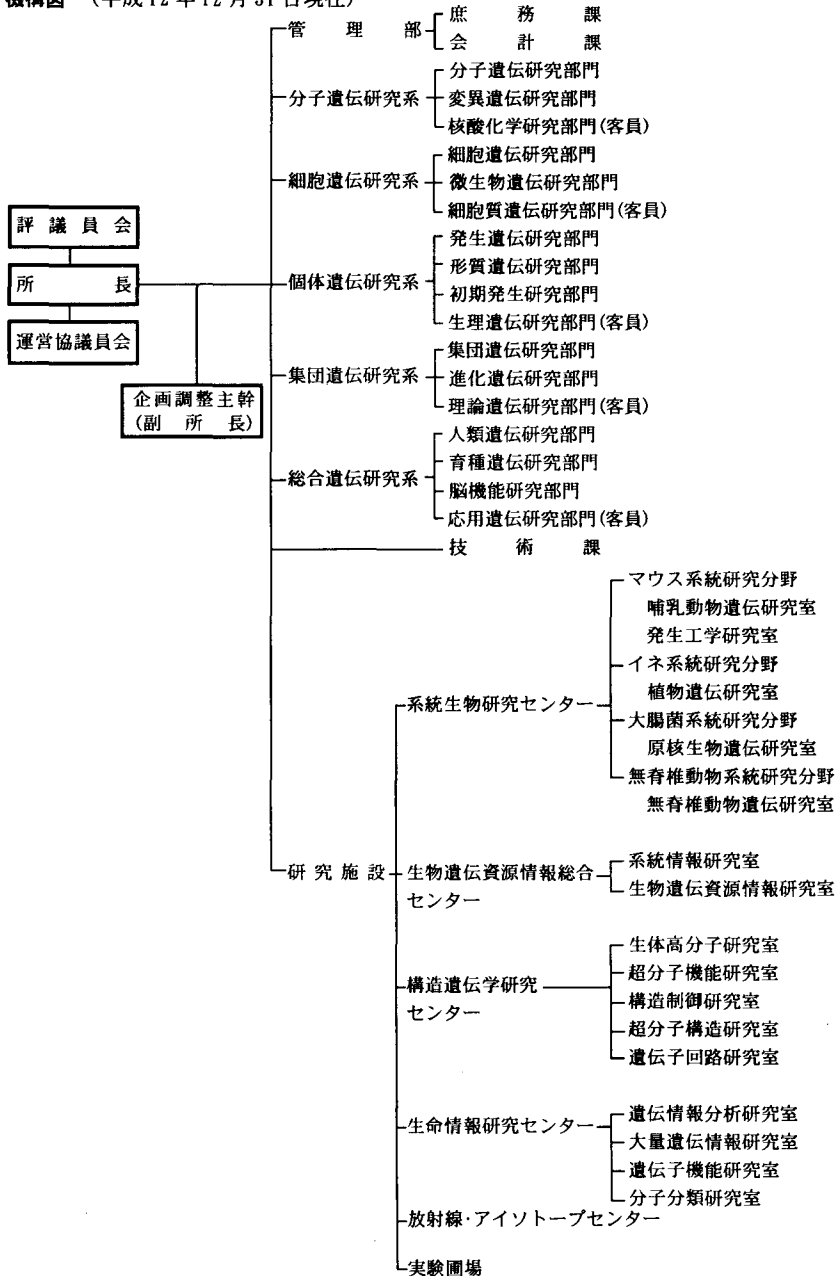 機構図 (平成12年12月31日現在)
評議員会
所長
運営協議員会
企画調整主幹
(副所長)
管理部
庶務課
会計課
分子遺伝研究系
分子遺伝研究部門
変異遺伝研究部門
核酸化学研究部門(客員)
細胞遺伝研究系
細胞遺伝研究部門
微生物遺伝研究部門
細胞質遺伝研究部門(客員)
個体遺伝研究系
発生遺伝研究部門
形質遺伝研究部門
初期発生研究部門
生理遺伝研究部門(客員)
集団遺伝研究系
集団遺伝研究部門
進化遺伝研究部門
理論遺伝研究部門(客員)
総合遺伝研究系
人類遺伝研究部門
育種遺伝研究部門
脳機能研究部門
応用遺伝研究部門(客員)
技術課
研究施設
系統生物研究センター
マウス系統研究分野
哺乳動物遺伝研究室
発生工学研究室
イネ系統研究分野
植物遺伝研究室
大腸菌系統研究分野
原核生物遺伝研究室
無脊椎動物系統研究分野
無脊椎動物遺伝研究室
生物遺伝資源情報総合
センター
系統情報研究室
生物遺伝資源情報研究室
構造遺伝学研究
センター
生体高分子研究室
超分子機能研究室
構造制御研究室
超分子構造研究室
遺伝子回路研究室
生命情報研究センター
遺伝情報分析研究室
大量遺伝情報研究室
遺伝子機能研究室
分子分類研究室
放射線・アイソトープセンター
実験圃場